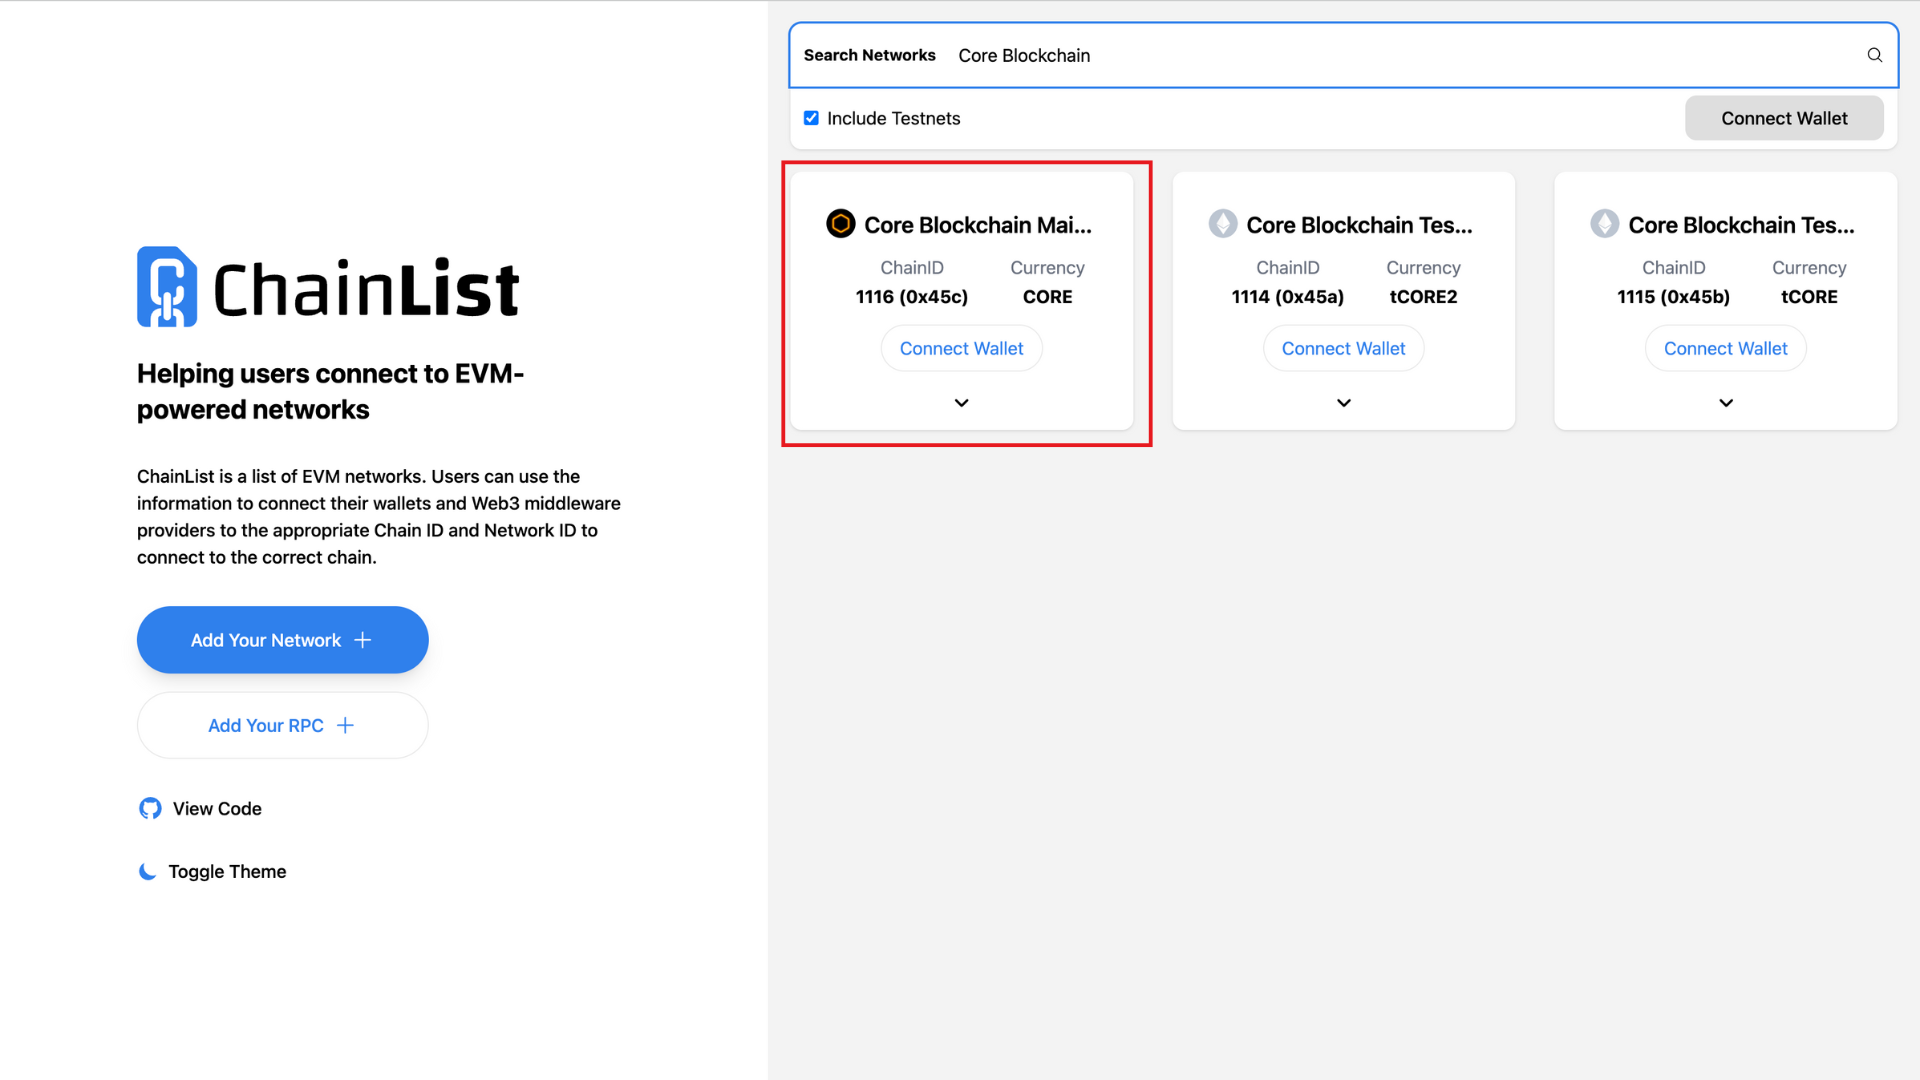 ChainList
Helping users connect to EVM-
powered networks
ChainList is a list of EVM networks. Users can use the
information to connect their wallets and Web3 middleware
providers to the appropriate Chain ID and Network ID to
connect to the correct chain.
Add Your Network
Add Your RPC
View Code
Toggle Theme
Search Networks Core Blockchain
Include Testnets
Connect Wallet
Core Blockchain Mai...
ChainID Currency
1116 (0x45c) CORE
Connect Wallet
Core Blockchain Tes...
ChainID Currency
1114 (0x45a) tCORE2
Connect Wallet
Core Blockchain Tes...
ChainID Currency
1115 (0x45b) tCORE
Connect Wallet